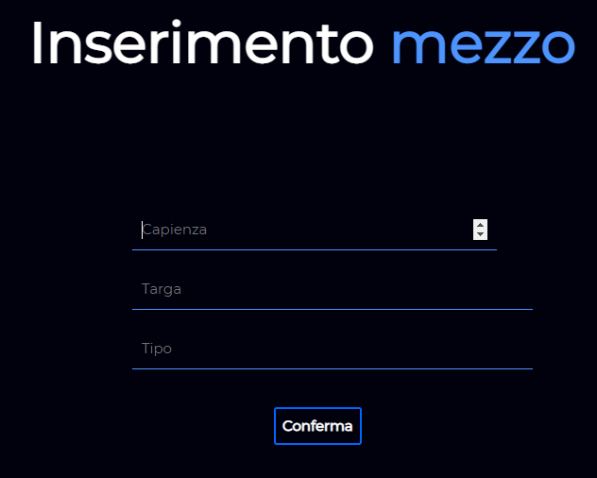 Inserimento mezzo
Capienza
Targa
Tipo
Conferma